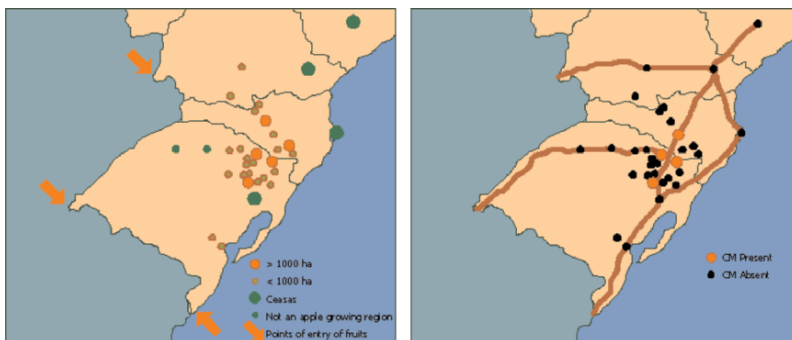 > 1000 ha
< 1000 ha
Ceasas
Not an apple growing region
Points of entry of fruits
CM Present
CM Absent